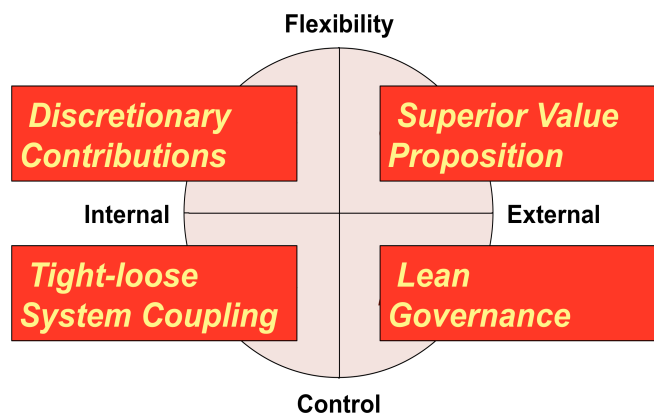 Flexibility
Discretionary
Contributions
Superior Value
Proposition
Internal
External
Tight-loose
System Coupling
Lean
Governance
Control